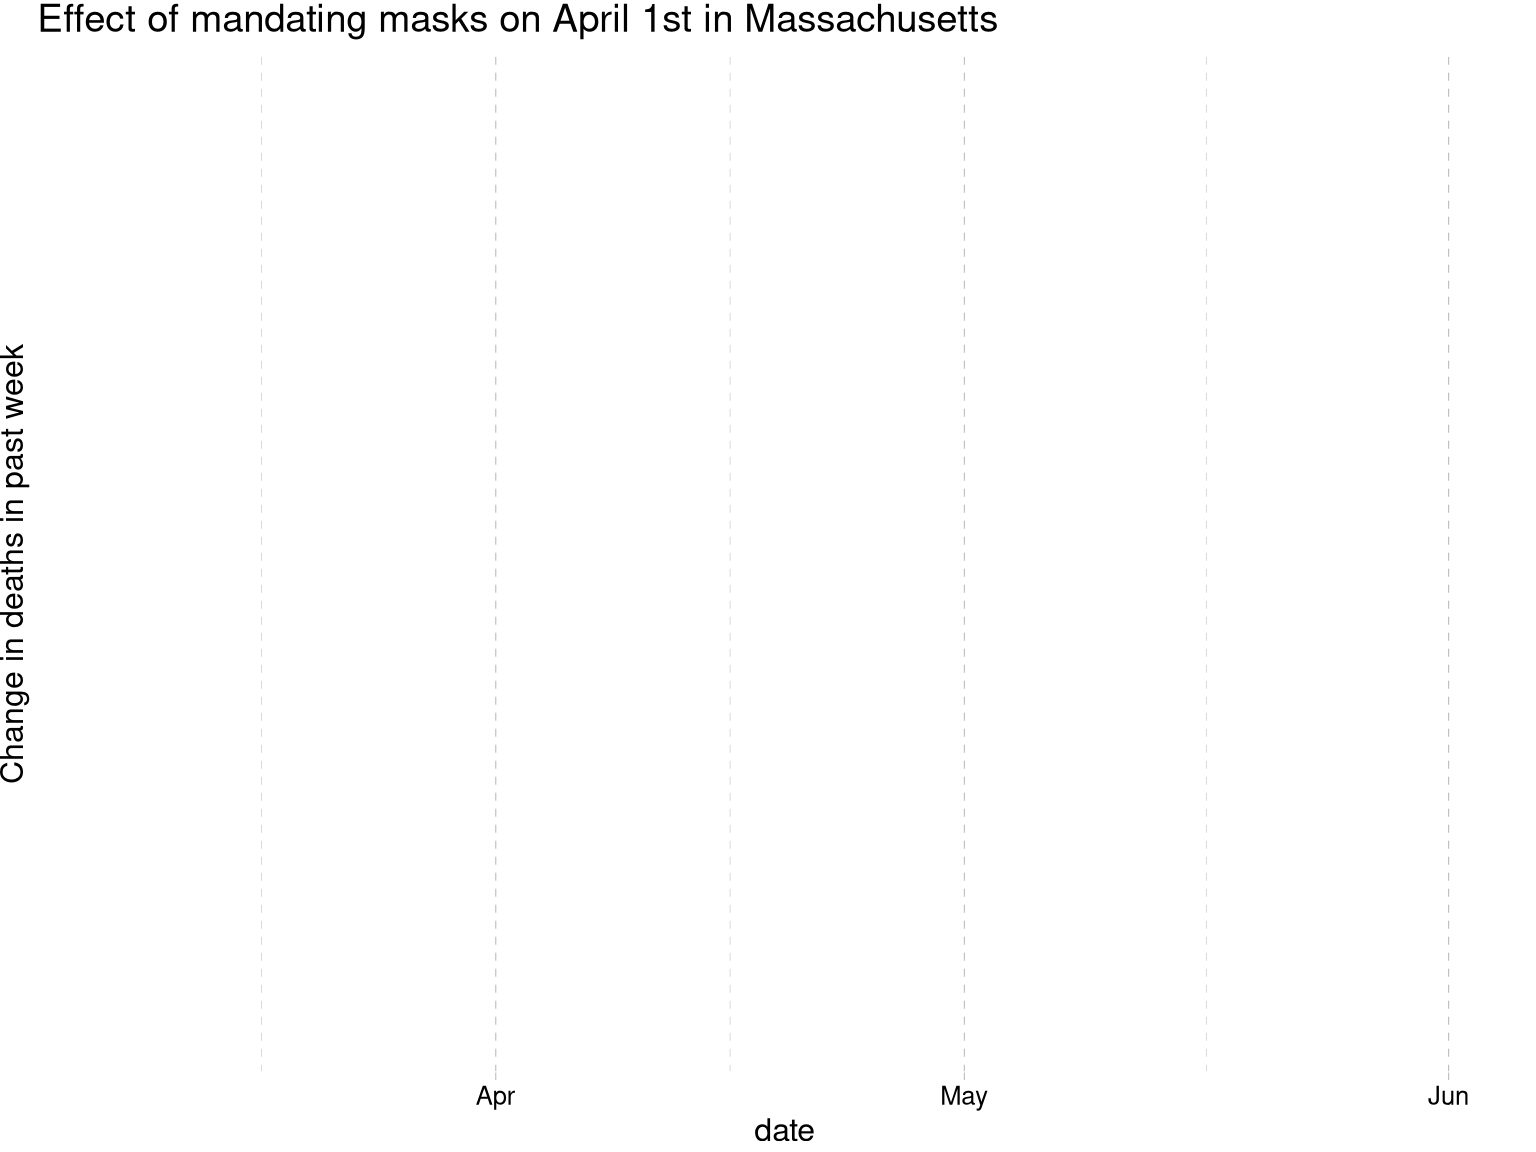 Effect of mandating masks on April 1st in Massachusetts
Change in deaths in past week
Apr
May
Jun
date